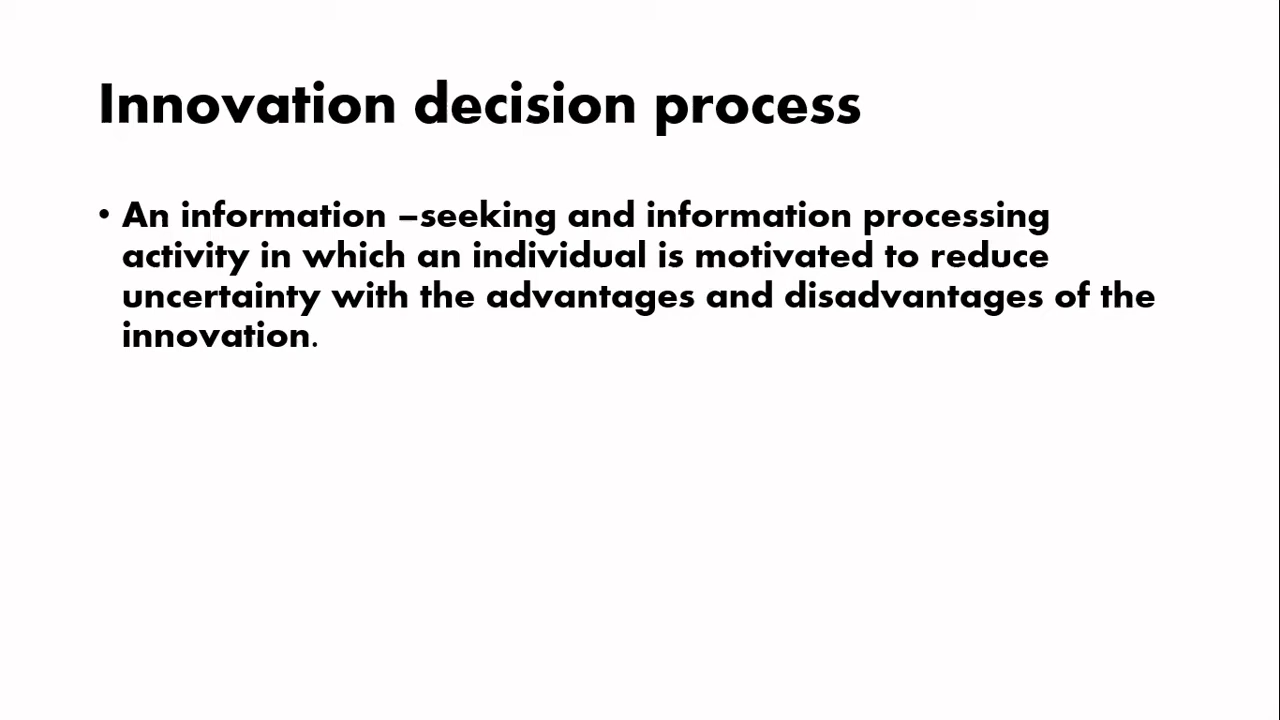 Innovation decision process
• An information –seeking and information processing
activity in which an individual is motivated to reduce
uncertainty with the advantages and disadvantages of the
innovation.